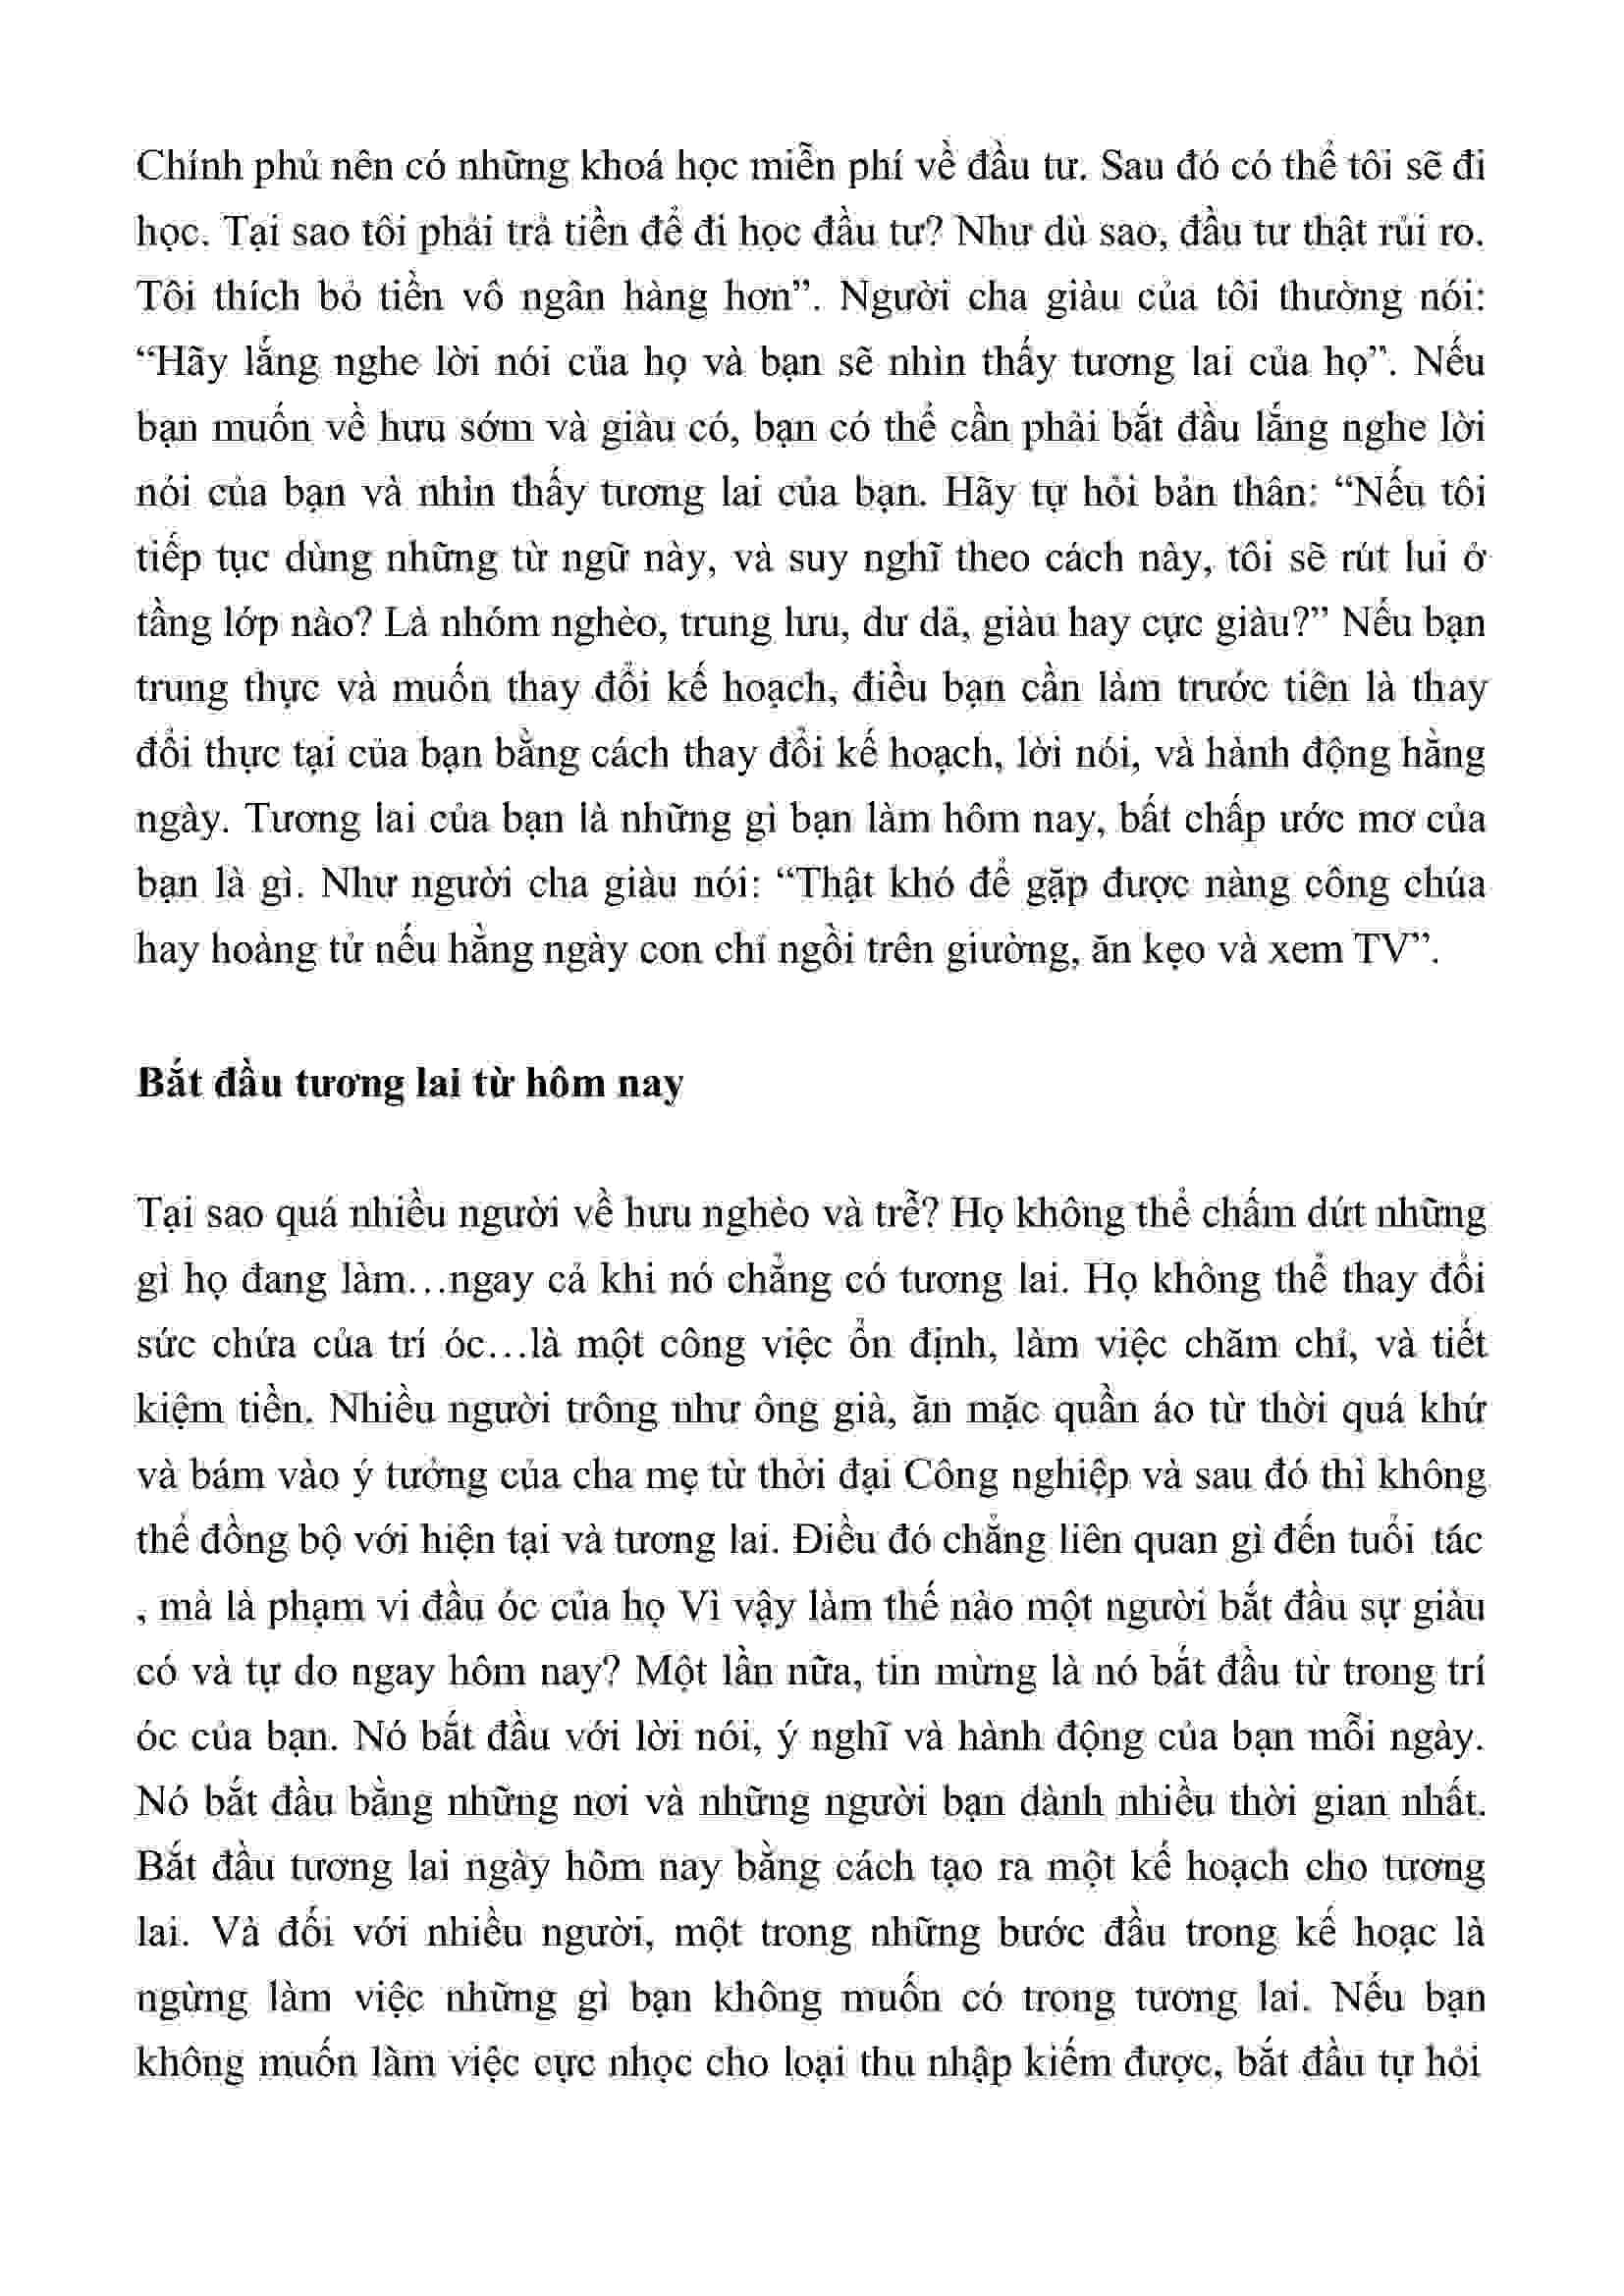 Chính phủ nên có những khoá học miễn phí về đầu tư. Sau đó có thể tôi sẽ đi
học. Tại sao tôi phải trả tiền để đi học đầu tư? Như dù sao, đầu tư thật rủi ro.
Tôi thích bỏ tiền vô ngân hàng hơn”. Người cha giàu của tôi thường nói:
“Hãy lắng nghe lời nói của họ và bạn sẽ nhìn thấy tương lai của họ”. Nếu
bạn muốn về hưu sớm và giàu có, bạn có thể cần phải bắt đầu lắng nghe lời
nói của bạn và nhìn thấy tương lai của bạn. Hãy tự hỏi bản thân: “Nếu tôi
tiếp tục dùng những từ ngữ này, và suy nghĩ theo cách này, tôi sẽ rút lui ở
tầng lớp nào? Là nhóm nghèo, trung lưu, dư dả, giàu hay cực giàu?” Nếu bạn
trung thực và muốn thay đổi kế hoạch, điều bạn cần làm trước tiên là thay
đổi thực tại của bạn bằng cách thay đổi kế hoạch, lời nói, và hành động hằng
ngày. Tương lai của bạn là những gì bạn làm hôm nay, bất chấp ước mơ của
bạn là gì. Như người cha giàu nói: “Thật khó để gặp được nàng công chúa
hay hoàng tử nếu hằng ngày con chỉ ngồi trên giường, ăn kẹo và xem TV”.
Bắt đầu tương lai từ hôm nay
Tại sao quá nhiều người về hưu nghèo và trễ? Họ không thể chấm dứt những
gì họ đang làm…ngay cả khi nó chẳng có tương lai. Họ không thể thay đổi
sức chứa của trí óc…là một công việc ổn định, làm việc chăm chỉ, và tiết
kiệm tiền. Nhiều người trông như ông già, ăn mặc quần áo từ thời quá khứ
và bám vào ý tưởng của cha mẹ từ thời đại Công nghiệp và sau đó thì không
thể đồng bộ với hiện tại và tương lai. Điều đó chẳng liên quan gì đến tuổi tác
, mà là phạm vi đầu óc của họ Vì vậy làm thế nào một người bắt đầu sự giàu
có và tự do ngay hôm nay? Một lần nữa, tin mừng là nó bắt đầu từ trong trí
óc của bạn. Nó bắt đầu với lời nói, ý nghĩ và hành động của bạn mỗi ngày.
Nó bắt đầu bằng những nơi và những người bạn dành nhiều thời gian nhất.
Bắt đầu tương lai ngày hôm nay bằng cách tạo ra một kế hoạch cho tương
lai. Và đối với nhiều người, một trong những bước đầu trong kế hoạc là
ngừng làm việc những gì bạn không muốn có trong tương lai. Nếu bạn
không muốn làm việc cực nhọc cho loại thu nhập kiếm được, bắt đầu tự hỏi